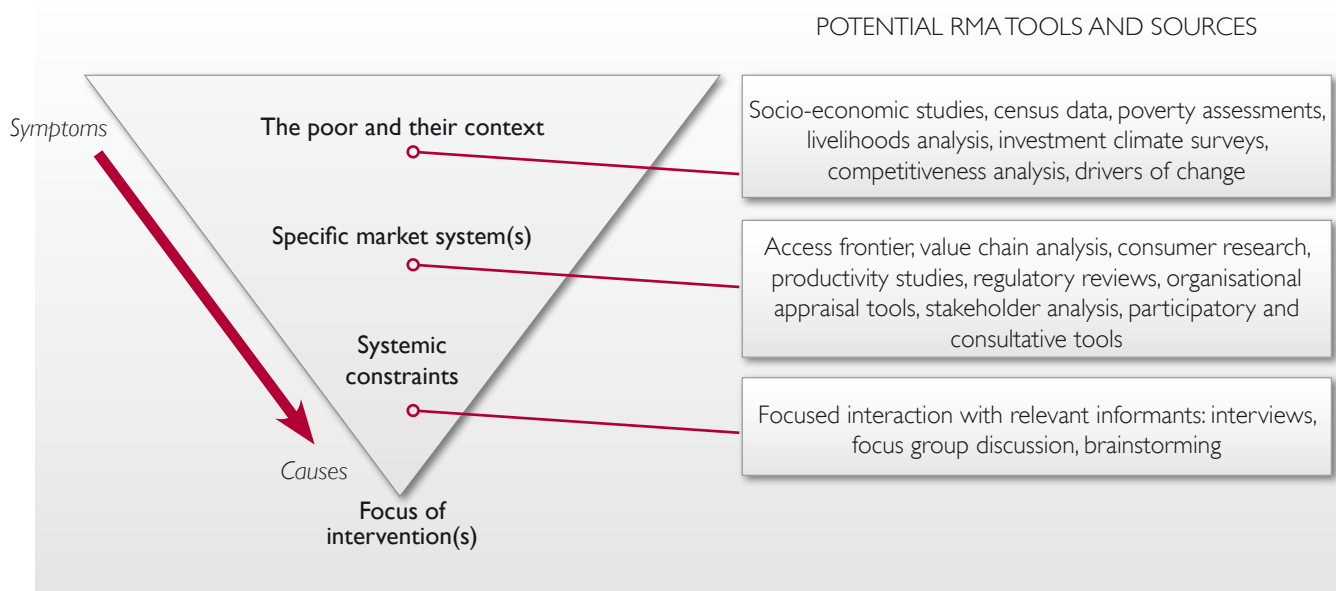 POTENTIAL RMA TOOLS AND SOURCES
Symptoms
The poor and their context
Socio-economic studies, census data, poverty assessments,
livelihoods analysis, investment climate surveys,
competitiveness analysis, drivers of change
Specific market system(s)
Access frontier, value chain analysis, consumer research,
productivity studies, regulatory reviews, organisational
appraisal tools, stakeholder analysis, participatory and
consultative tools
Systemic
constraints
Focused interaction with relevant informants: interviews,
focus group discussion, brainstorming
Causes
Focus of
intervention(s)